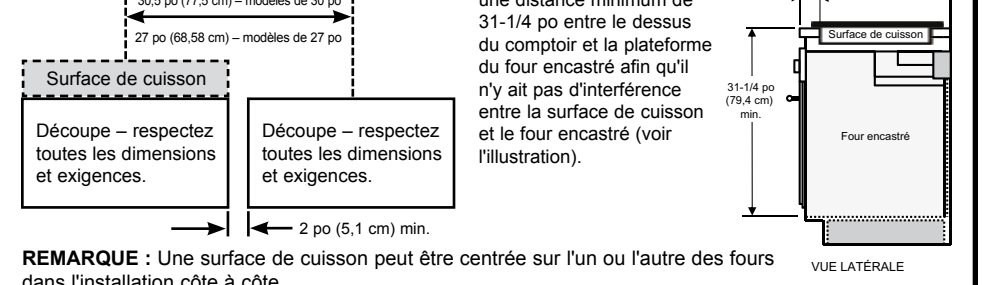 30,5 po (77,5 cm) – modèles de 30 po
27 po (68,58 cm) – modèles de 27 po
Surface de cuisson
Découpe – respectez
toutes les dimensions
et exigences.
Découpe – respectez
toutes les dimensions
et exigences.
2 po (5,1 cm) min.
une distance minimum de
31-1/4 po entre le dessus
du comptoir et la plateforme
du four encastré afin qu'il
n'y ait pas d'interférence
entre la surface de cuisson
et le four encastré (voir
l'illustration).
Surface de cuisson
31-1/4 po
(79,4 cm)
min.
Four encastré
VUE LATÉRALE
REMARQUE : Une surface de cuisson peut être centrée sur l'un ou l'autre des fours
dans l'installation côte à côte